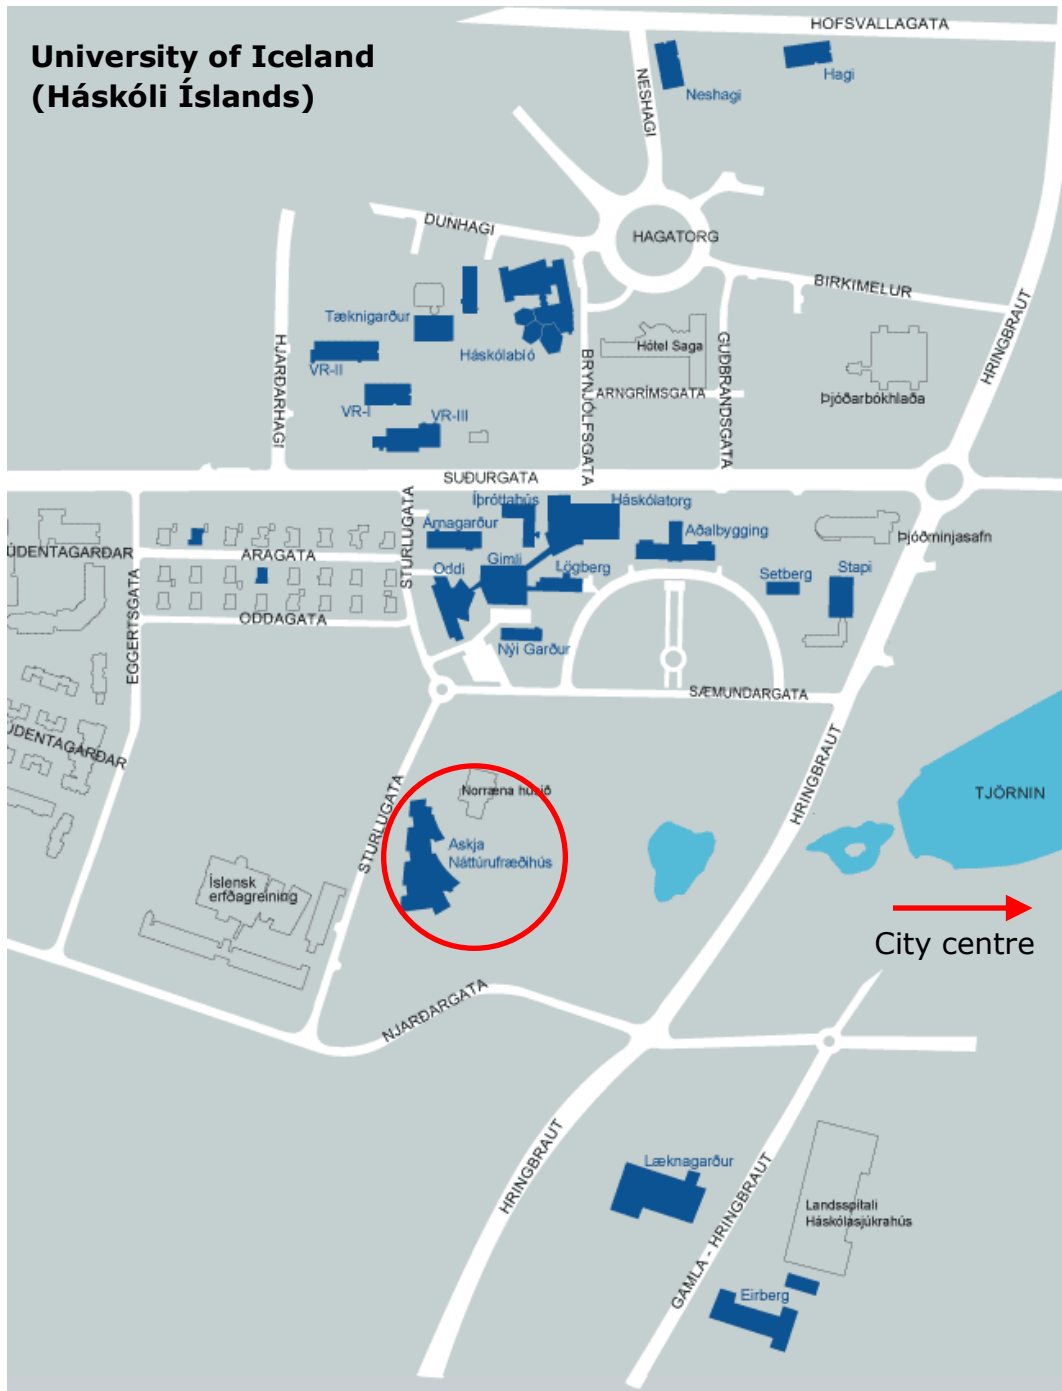 HOFSVALLAGATA
University of Iceland
(Háskóli Íslands)
Hagi
Neshagi
NESHAGI
DUNHAGI
HAGATORG
BIRKIMELUR
HRINGBRAUT
Tæknigarður
Háskólabíó
Hótel Saga
GUÐBRANDSGATA
HJARÐARHAGI
VR-II
BRYNJÓLFSGATA
ARNGRÍMSGATA
Þjóðarbókhlaða
VR-I
VR-III
SUÐURGATA
STURLUGATA
Íþróttahús
Háskólatorg
Árnagarður
Aðalbygging
Þjóðminjasafn
ÚDENTAGARÐAR
ARAGATA
Oddi
Gimli
Lögberg
Setberg
Stapi
ODDAGATA
EGGERTSGATA
Nýi Garður
SÆMUNDARGATA
ÚDENTAGARÐAR
HRINGBRAUT
STURLUGATA
Norræna húsið
TJÖRNIN
Askja
Náttúrufræðihús
Íslensk
erfðagreining
City centre
NJARÐARGATA
HRINGBRAUT
Læknagarður
GAMLA - HRINGBRAUT
Landsspítali
Háskólasjúkrahús
Eirberg